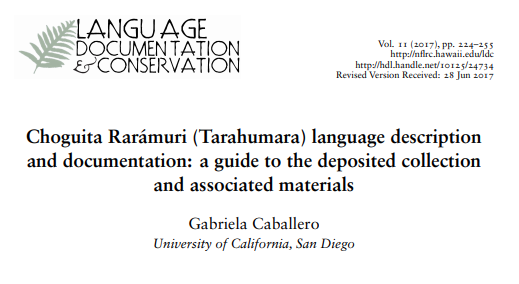 LANGUAGE
DOCUMENTATION
& CONSERVATION
Vol. 11 (2017), pp. 224–255
http://nflrc.hawaii.edu/ldc
http://hdl.handle.net/10125/24734
Revised Version Received: 28 Jun 2017
Choguita Rarámuri (Tarahumara) language description
and documentation: a guide to the deposited collection
and associated materials
Gabriela Caballero
University of California, San Diego